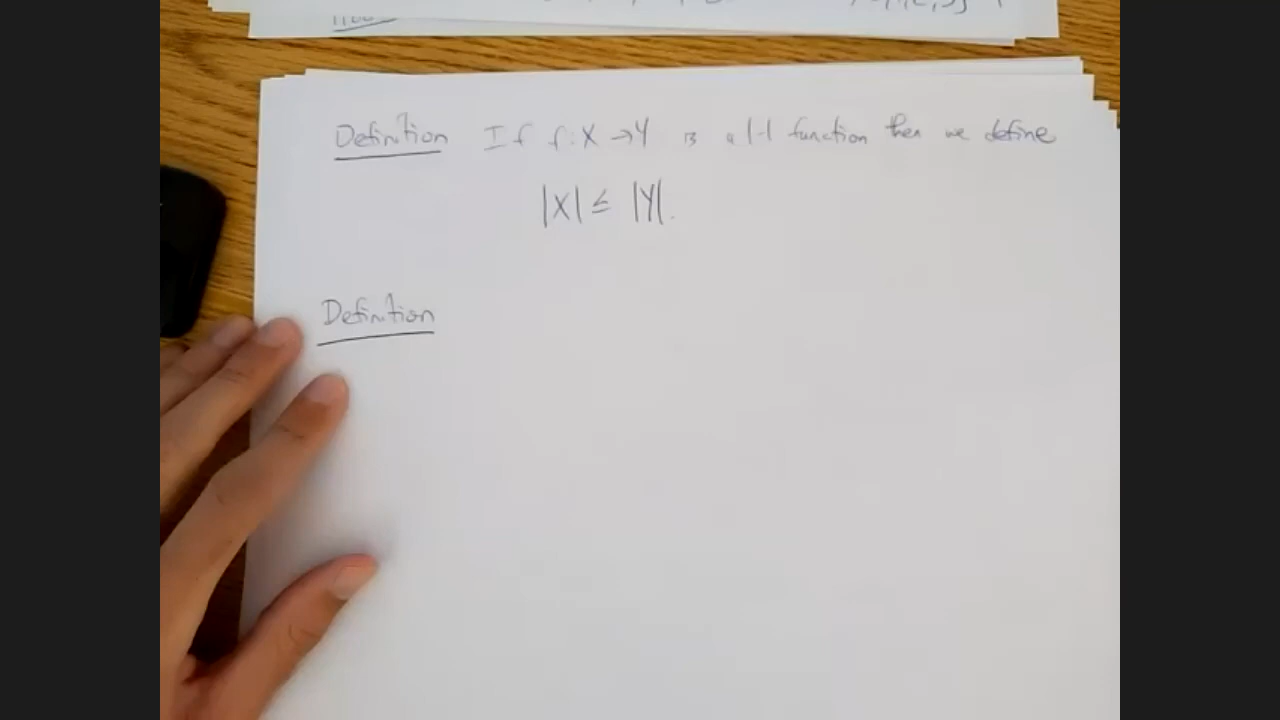 Definition If f: X → Y is a 1-1 function then we define
|X| ≤ |Y|.
Definition